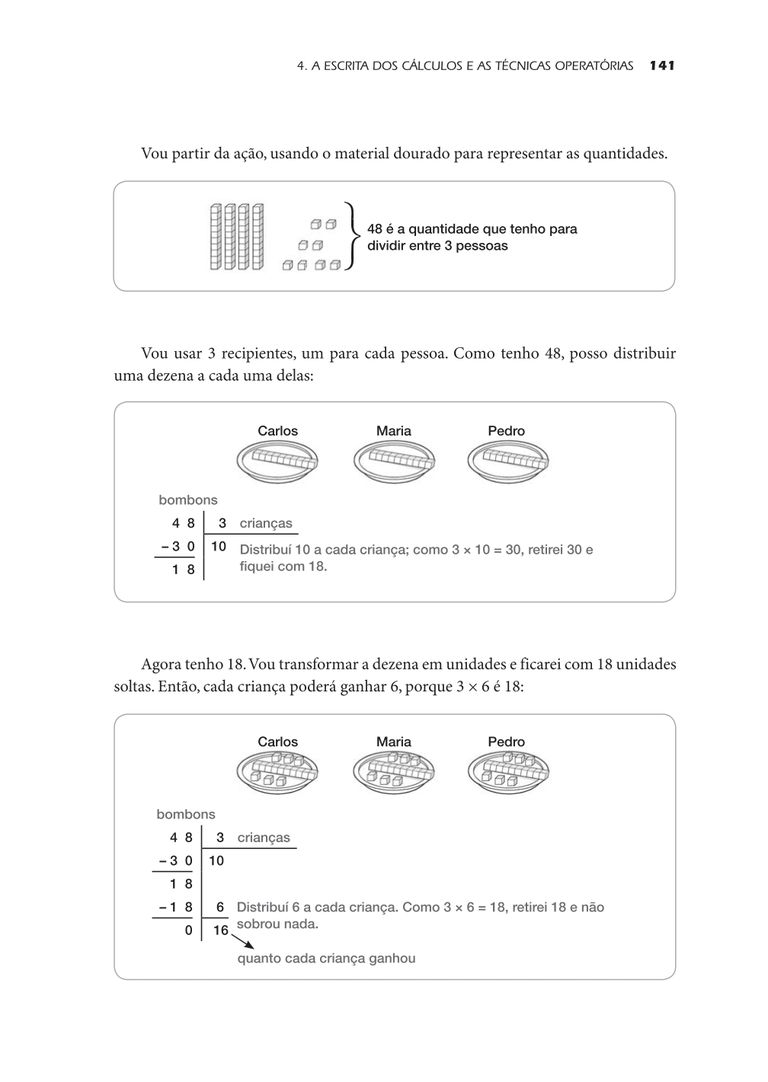 4. A ESCRITA DOS CÁLCULOS E AS TÉCNICAS OPERATÓRIAS 141
Vou partir da ação, usando o material dourado para representar as quantidades.
48 é a quantidade que tenho para
dividir entre 3 pessoas
Vou usar 3 recipientes, um para cada pessoa. Como tenho 48, posso distribuir
uma dezena a cada uma delas:
Carlos Maria Pedro
bombons
4 8 3 crianças
– 3 0 10 Distribuí 10 a cada criança; como 3 × 10 = 30, retirei 30 e
1 8 fiquei com 18.
Agora tenho 18. Vou transformar a dezena em unidades e ficarei com 18 unidades
soltas. Então, cada criança poderá ganhar 6, porque 3 × 6 é 18:
Carlos Maria Pedro
bombons
4 8 3 crianças
– 3 0 10
1 8
– 1 8 6 Distribuí 6 a cada criança. Como 3 × 6 = 18, retirei 18 e não
0 16 sobrou nada.
quanto cada criança ganhou